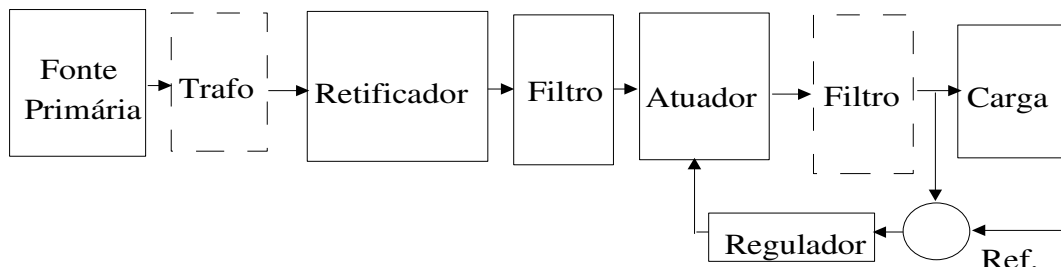 Fonte
Primária
Trafo
Retificador
Filtro
Atuador
Filtro
Carga
Regulador
Ref.